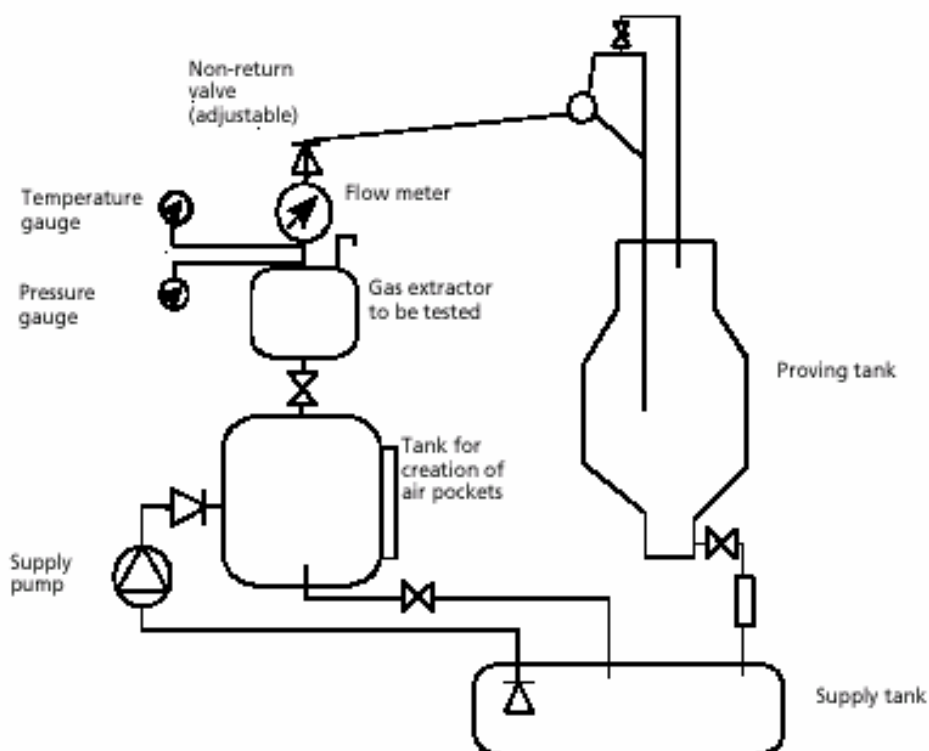 Non-return
valve
(adjustable)
Temperature
gauge
Flow meter
Pressure
gauge
Gas extractor
to be tested
Proving tank
Tank for
creation of
air pockets
Supply
pump
Supply tank